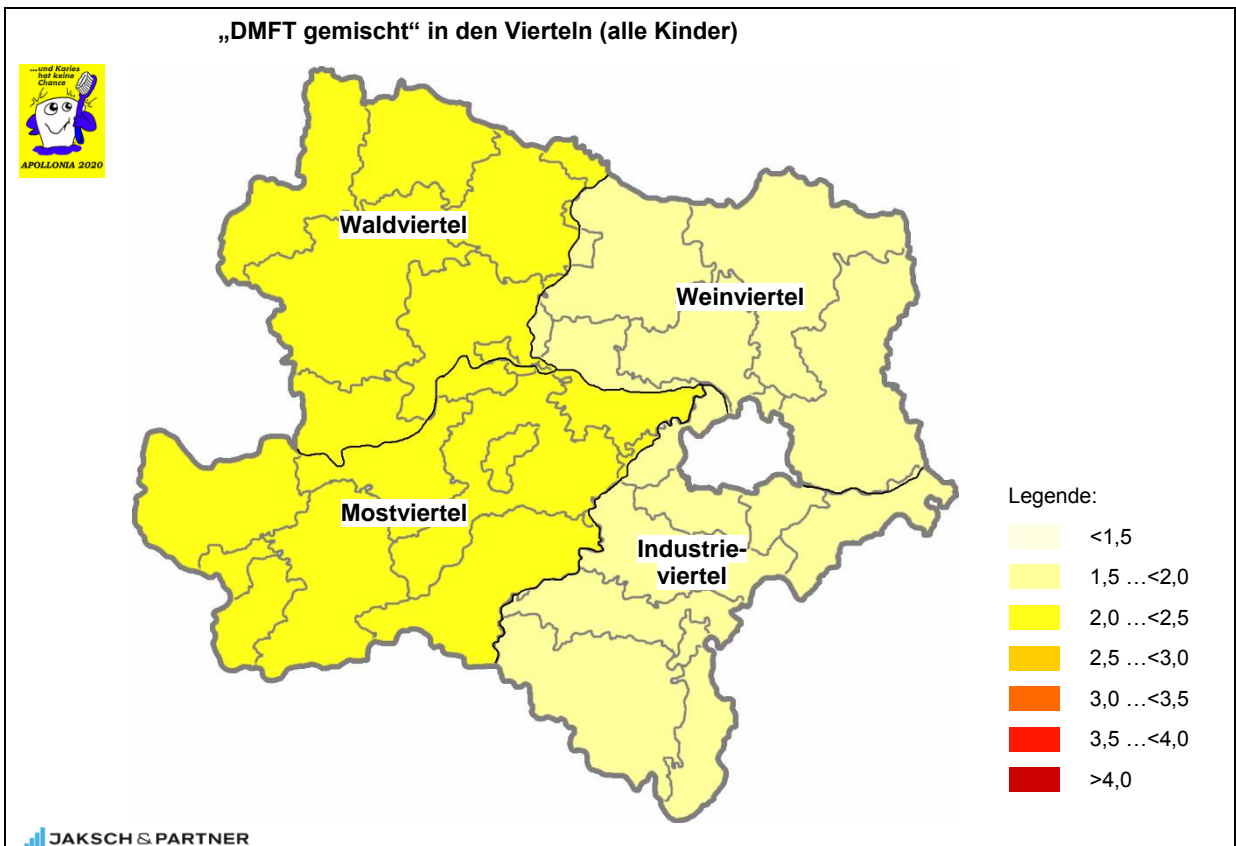 „DMFT gemischt“ in den Vierteln (alle Kinder)
...und Karies
hat keine
Chance
APOLLONIA 2020
Waldviertel
Weinviertel
Mostviertel
Industrie-
viertel
Legende:
<1,5
1,5 …<2,0
2,0 …<2,5
2,5 …<3,0
3,0 …<3,5
3,5 …<4,0
>4,0
JAKSCH & PARTNER